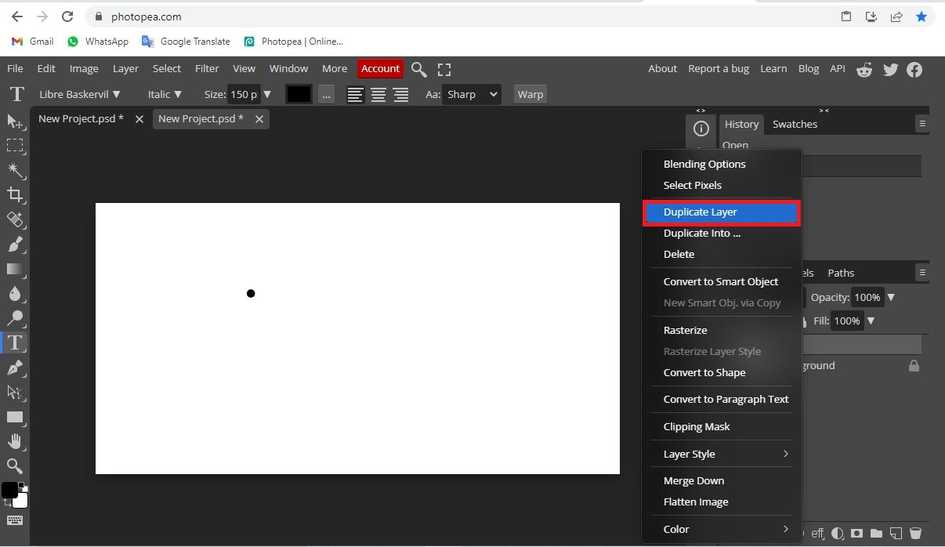 photopea.com
Gmail WhatsApp Google Translate Photopea | Online...
File Edit Image Layer Select Filter View Window More Account About Report a bug Learn Blog API
T Libre Baskervil Italic Size: 150 p ... Aa: Sharp Warp
New Project.psd * New Project.psd *
History Swatches
Open
Blending Options
Select Pixels
Duplicate Layer
Duplicate Into ...
Delete
els Paths
Convert to Smart Object
Opacity: 100%
New Smart Obj. via Copy
Fill: 100%
Rasterize
Rasterize Layer Style
ground
Convert to Shape
Convert to Paragraph Text
Clipping Mask
Layer Style
Merge Down
Flatten Image
Color
eff